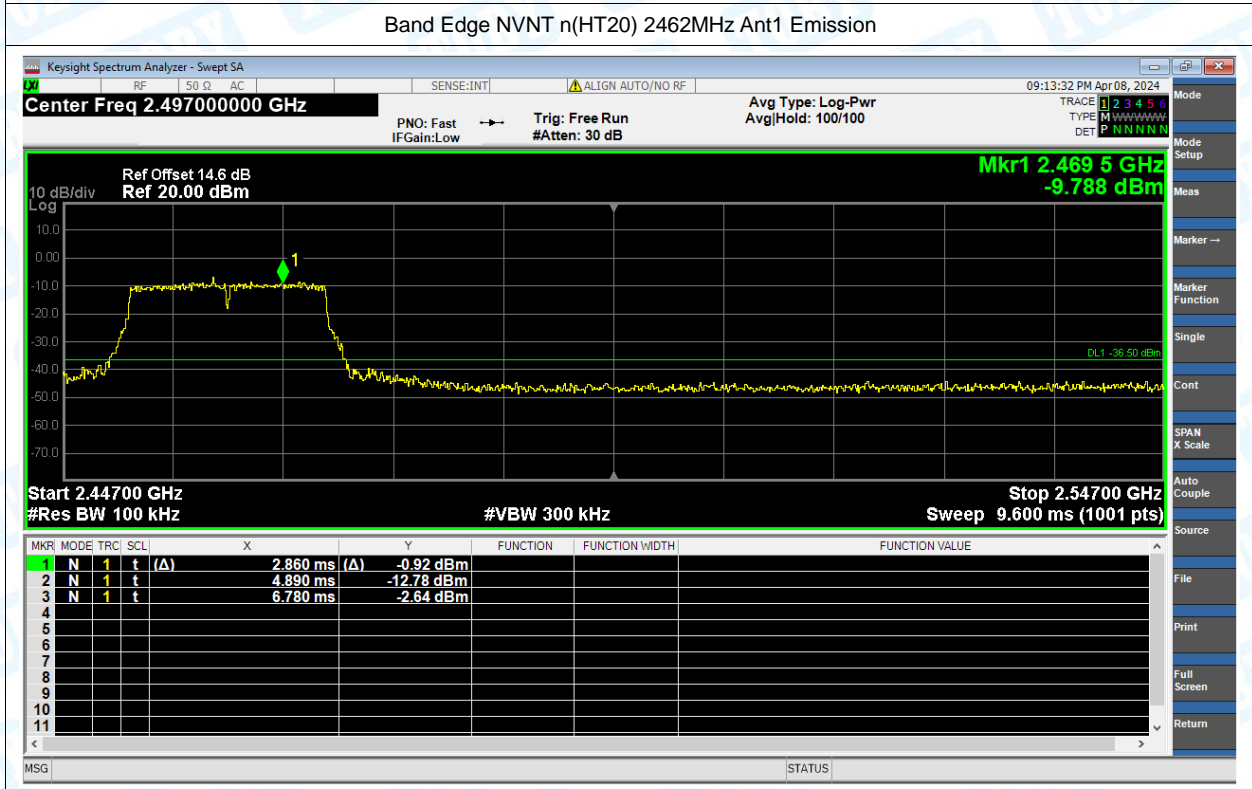 Band Edge NVNT n(HT20) 2462MHz Ant1 Emission
Keysight Spectrum Analyzer - Swept SA
LXI RF 50 Ω AC SENSE:INT ALIGN AUTO/NO RF 09:13:32 PM Apr 08, 2024
Center Freq 2.497000000 GHz
PNO: Fast
IFGain:Low
Trig: Free Run
#Atten: 30 dB
Avg Type: Log-Pwr
Avg|Hold: 100/100
TRACE 1 2 3 4 5 6
TYPE M WWWWW
DET P N N N N N
Mkr1 2.469 5 GHz
-9.788 dBm
Ref Offset 14.6 dB
10 dB/div Ref 20.00 dBm
Log
10.0
0.00
-10.0
-20.0
-30.0
-40.0
-50.0
-60.0
-70.0
1
DL1 -36.50 dBm
Start 2.44700 GHz Stop 2.54700 GHz
#Res BW 100 kHz #VBW 300 kHz Sweep 9.600 ms (1001 pts)
MKR MODE TRC SCL X Y FUNCTION FUNCTION WIDTH FUNCTION VALUE
1 N 1 t (Δ) 2.860 ms (Δ) -0.92 dBm
2 N 1 t 4.890 ms -12.78 dBm
3 N 1 t 6.780 ms -2.64 dBm
4
5
6
7
8
9
10
11
MSG STATUS
Mode
Mode
Setup
Meas
Marker→
Marker
Function
Single
Cont
SPAN
X Scale
Auto
Couple
Source
File
Print
Full
Screen
Return